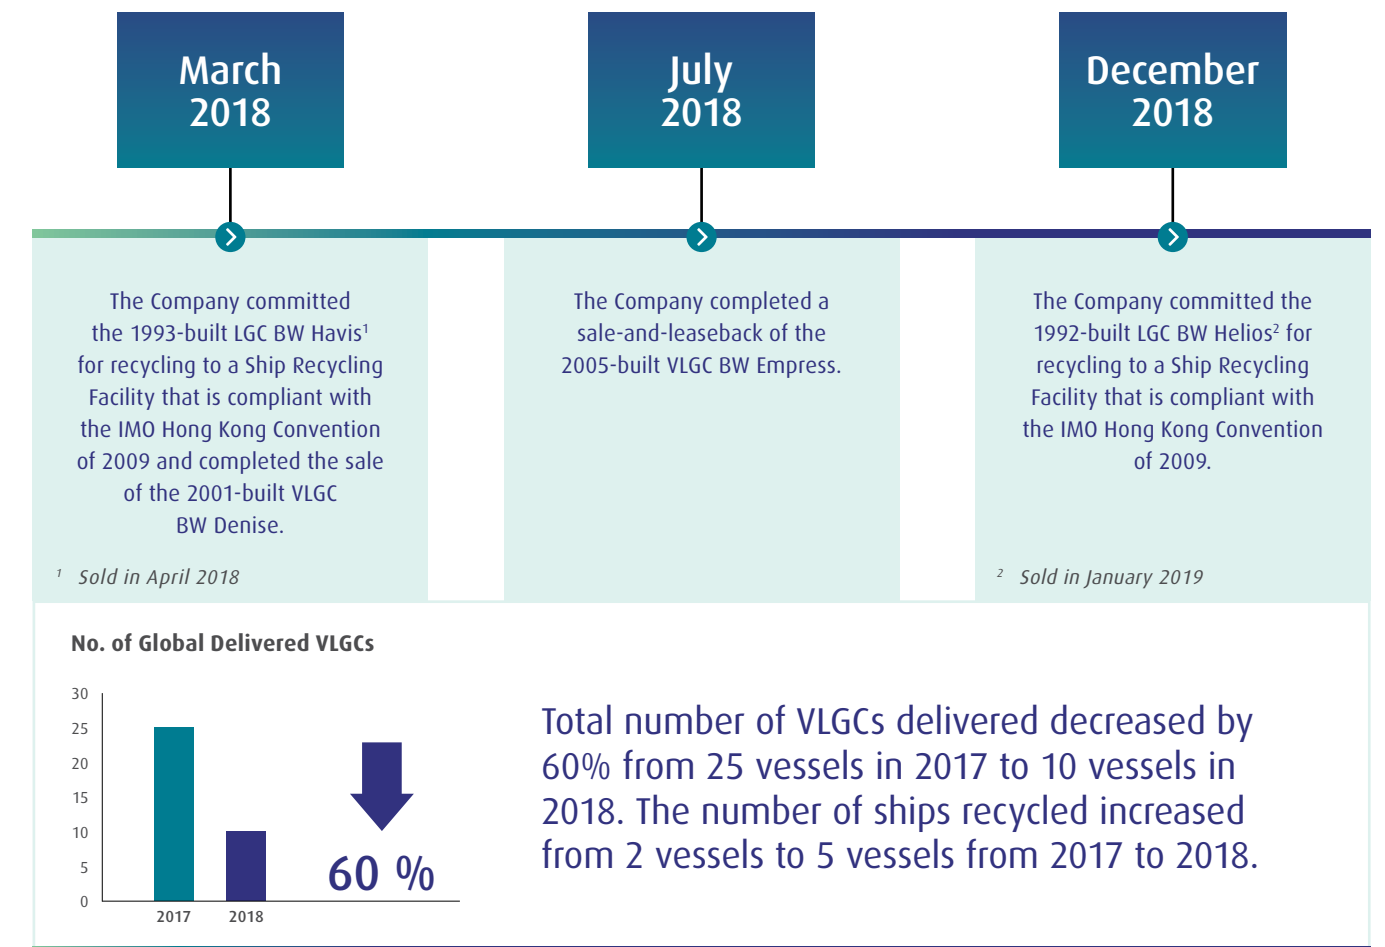 March
2018
July
2018
December
2018
The Company committed
the 1993-built LGC BW Havis¹
for recycling to a Ship Recycling
Facility that is compliant with
the IMO Hong Kong Convention
of 2009 and completed the sale
of the 2001-built VLGC
BW Denise.
¹ Sold in April 2018
The Company completed a
sale-and-leaseback of the
2005-built VLGC BW Empress.
The Company committed the
1992-built LGC BW Helios² for
recycling to a Ship Recycling
Facility that is compliant with
the IMO Hong Kong Convention
of 2009.
² Sold in January 2019
No. of Global Delivered VLGCs
30
25
20
15
10
5
0
2017
2018
60 %
Total number of VLGCs delivered decreased by
60% from 25 vessels in 2017 to 10 vessels in
2018. The number of ships recycled increased
from 2 vessels to 5 vessels from 2017 to 2018.